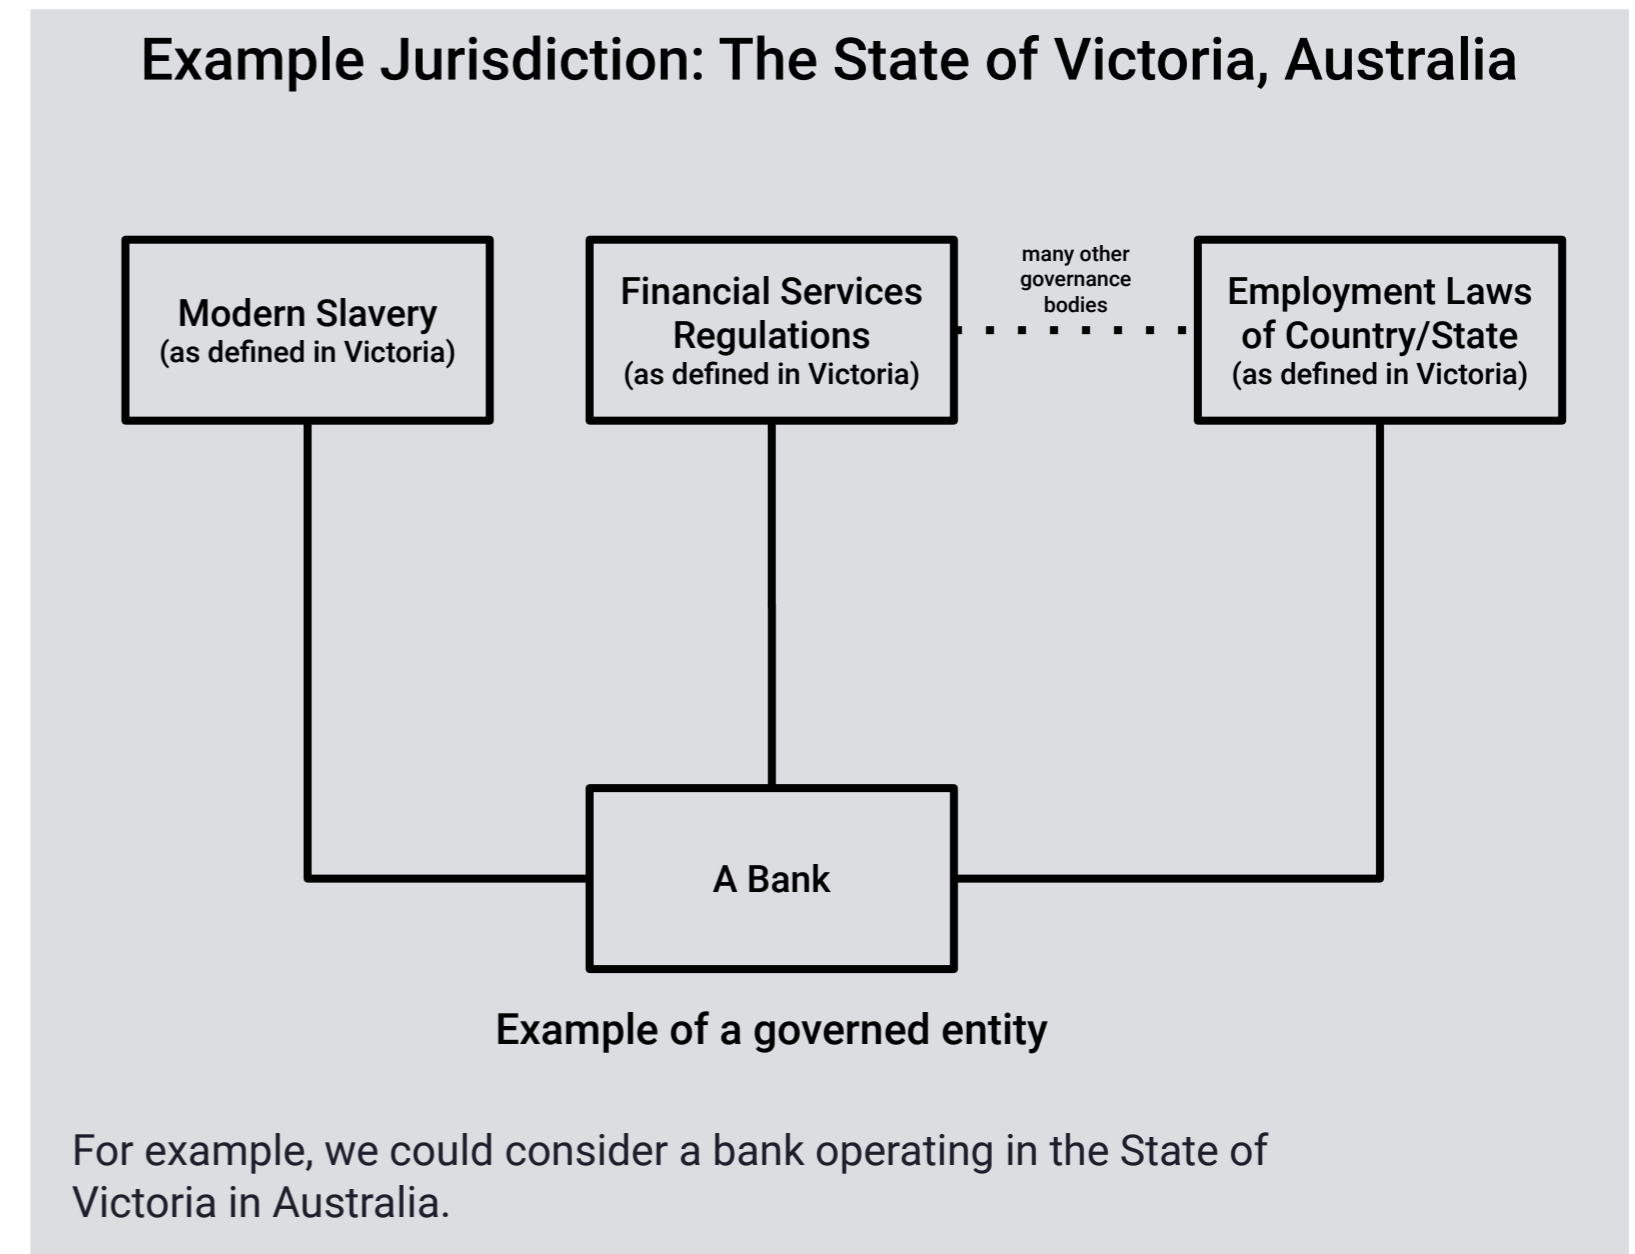 Example Jurisdiction: The State of Victoria, Australia
Modern Slavery
(as defined in Victoria)
Financial Services
Regulations
(as defined in Victoria)
many other
governance
bodies
Employment Laws
of Country/State
(as defined in Victoria)
A Bank
Example of a governed entity
For example, we could consider a bank operating in the State of
Victoria in Australia.